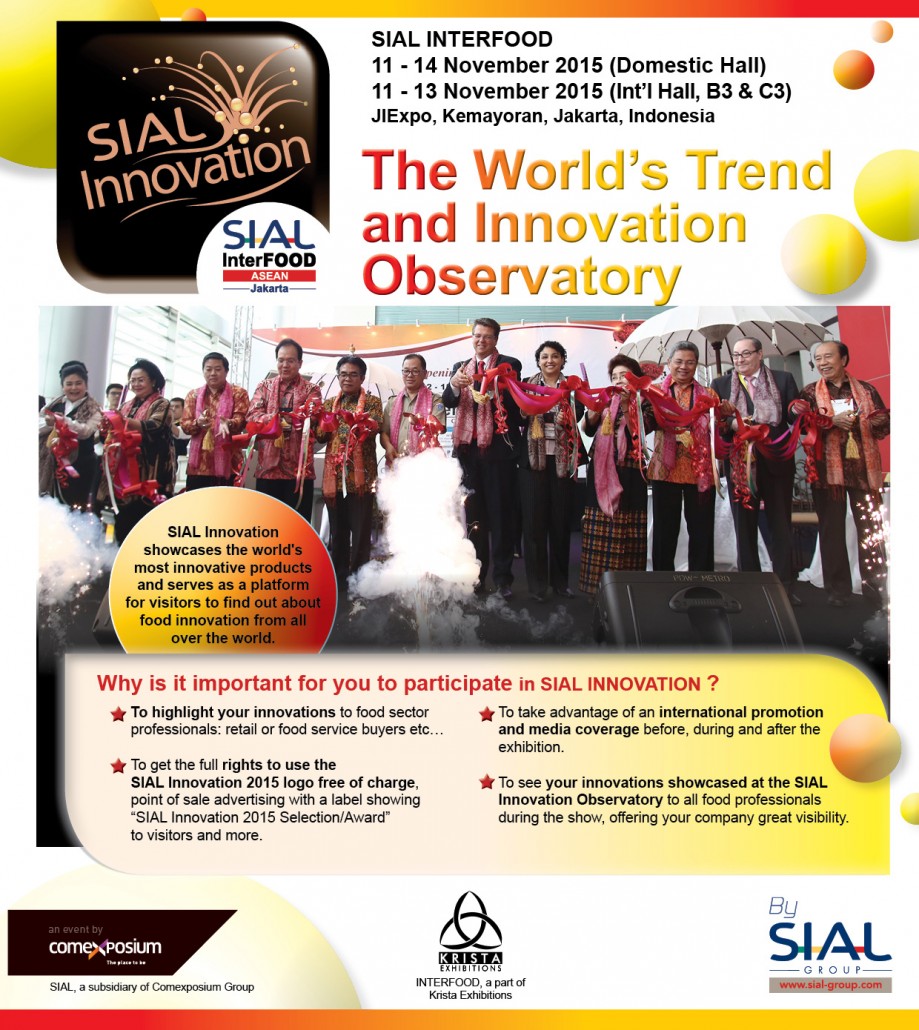 SIAL
Innovation
SIAL
InterFOOD
ASEAN
Jakarta
SIAL INTERFOOD
11 - 14 November 2015 (Domestic Hall)
11 - 13 November 2015 (Int'l Hall, B3 & C3)
JIExpo, Kemayoran, Jakarta, Indonesia
The World's Trend
and Innovation
Observatory
SIAL Innovation
showcases the world's
most innovative products
and serves as a platform
for visitors to find out about
food innovation from all
over the world.
Why is it important for you to participate in SIAL INNOVATION ?
To highlight your innovations to food sector
professionals: retail or food service buyers etc…
To get the full rights to use the
SIAL Innovation 2015 logo free of charge,
point of sale advertising with a label showing
“SIAL Innovation 2015 Selection/Award”
to visitors and more.
To take advantage of an international promotion
and media coverage before, during and after the
exhibition.
To see your innovations showcased at the SIAL
Innovation Observatory to all food professionals
during the show, offering your company great visibility.
an event by
comexposium
The place to be
SIAL, a subsidiary of Comexposium Group
KRISTA
EXHIBITIONS
INTERFOOD, a part of
Krista Exhibitions
By
SIAL
GROUP
www.sial-group.com